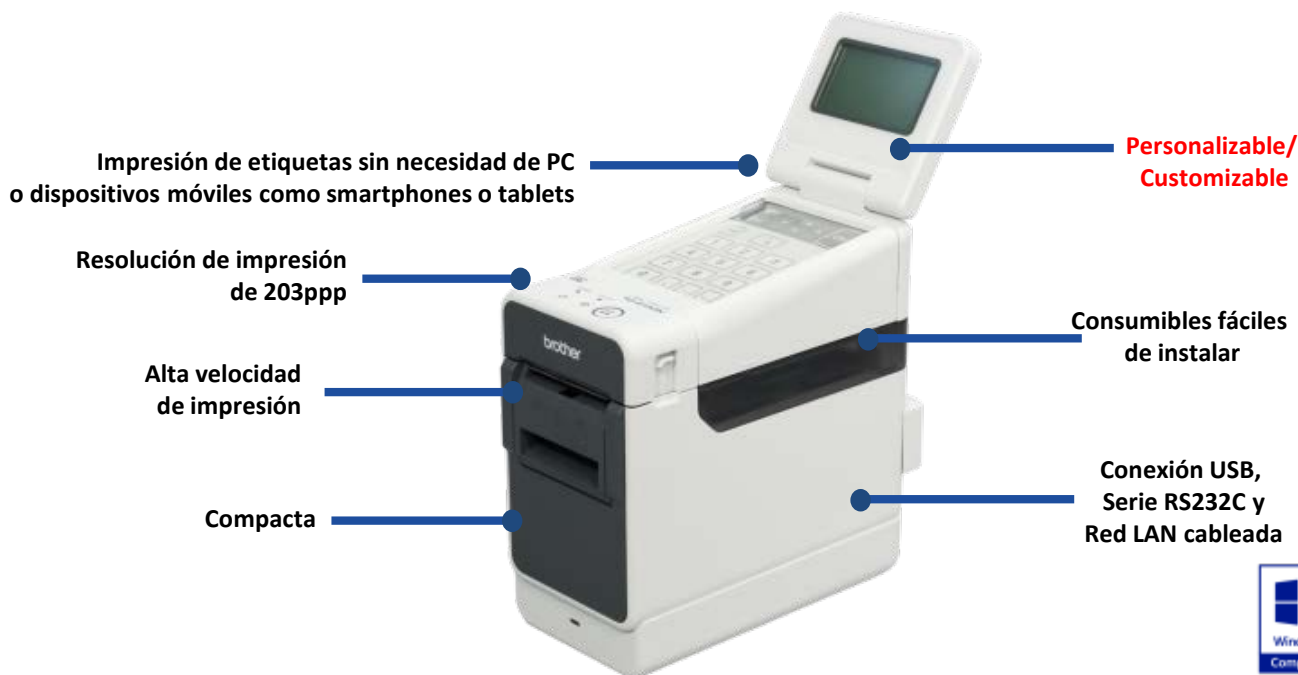 Impresión de etiquetas sin necesidad de PC
o dispositivos móviles como smartphones o tablets
Personalizable/
Customizable
Resolución de impresión
de 203ppp
Consumibles fáciles
de instalar
brother
Alta velocidad
de impresión
Conexión USB,
Serie RS232C y
Red LAN cableada
Compacta